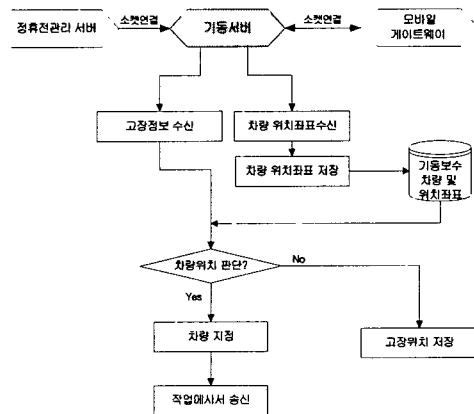 정휴전관리 서버
소켓연결
기동서버
소켓연결
모바일
게이트웨이
고장정보 수신
차량 위치좌표수신
차량 위치좌표 저장
기동보수
차량 및
위치좌표
차량위치 판단?
No
Yes
차량 지정
고장위치 저장
작업에사서 송신